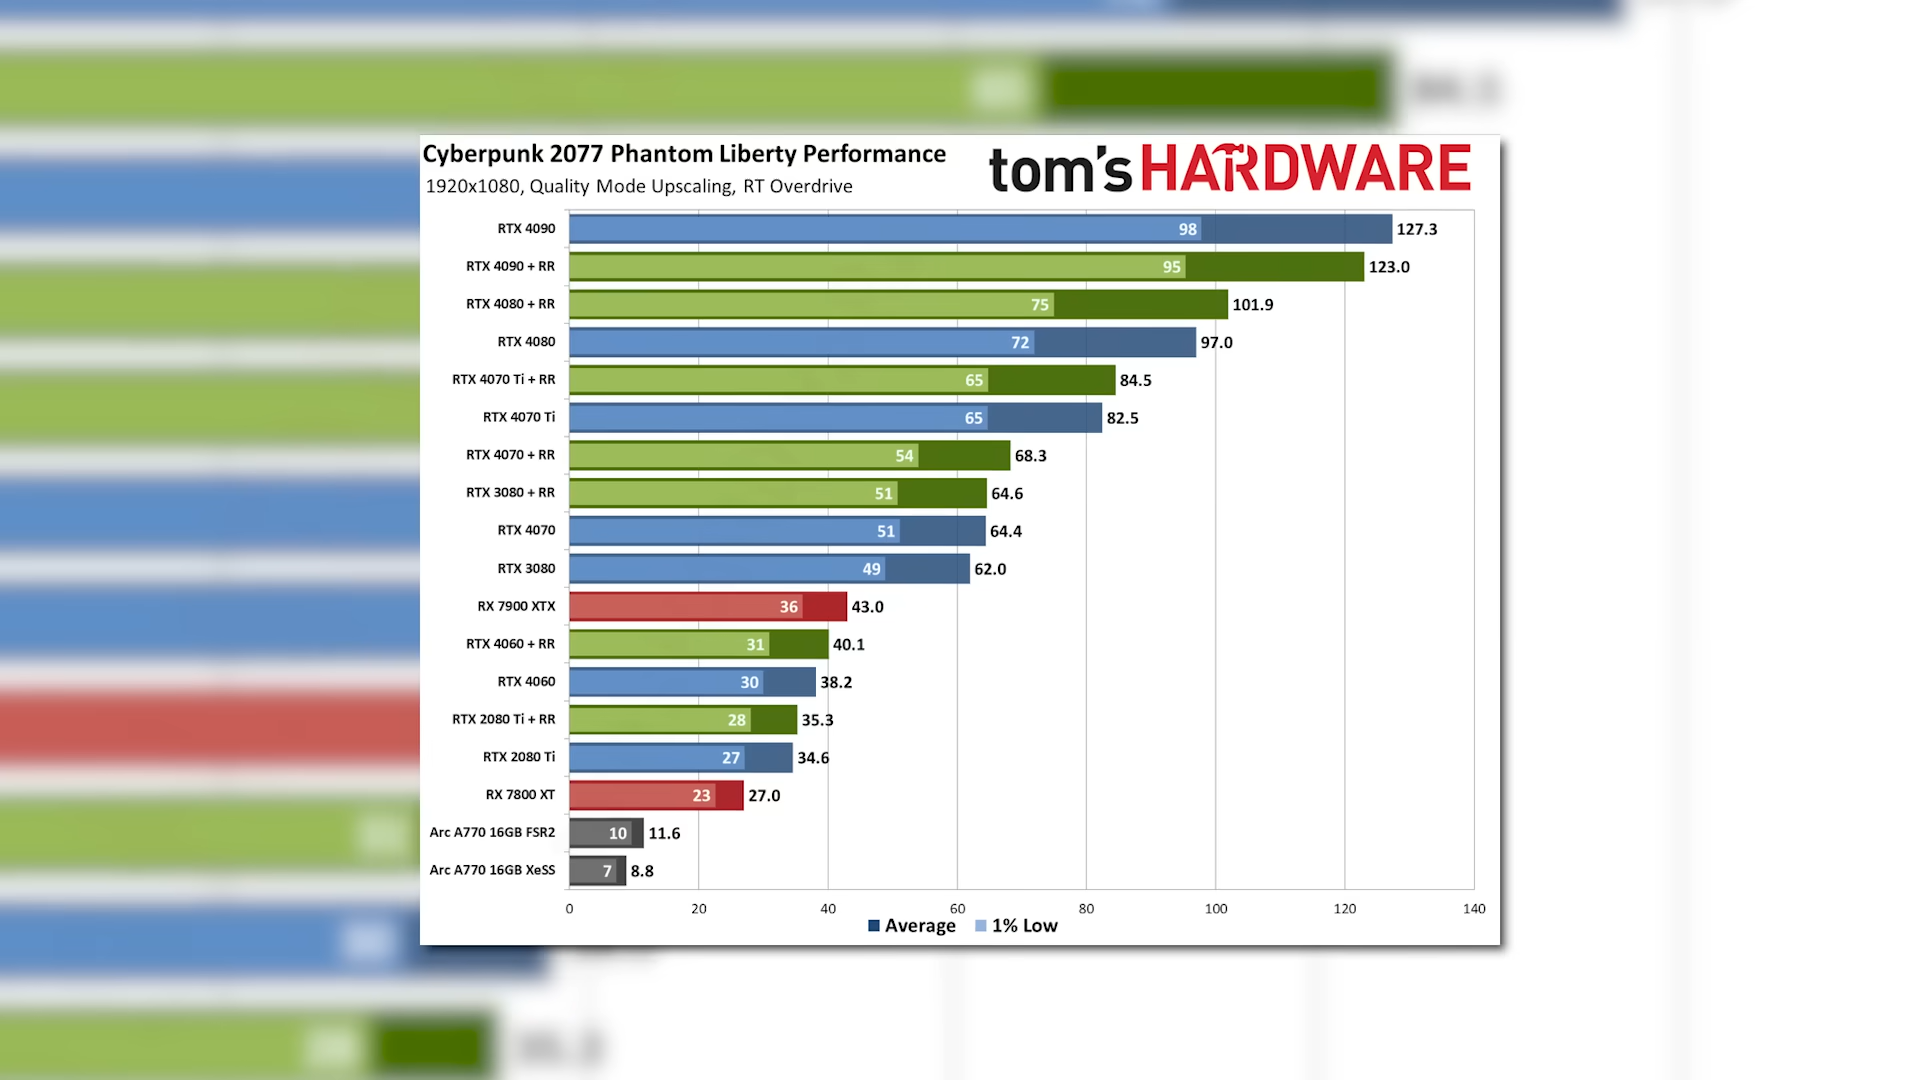 Cyberpunk 2077 Phantom Liberty Performance
tom's HARDWARE
1920x1080, Quality Mode Upscaling, RT Overdrive
RTX 4090 98 127.3
RTX 4090 + RR 95 123.0
RTX 4080 + RR 75 101.9
RTX 4080 72 97.0
RTX 4070 Ti + RR 65 84.5
RTX 4070 Ti 65 82.5
RTX 4070 + RR 54 68.3
RTX 3080 + RR 51 64.6
RTX 4070 51 64.4
RTX 3080 49 62.0
RX 7900 XTX 36 43.0
RTX 4060 + RR 31 40.1
RTX 4060 30 38.2
RTX 2080 Ti + RR 28 35.3
RTX 2080 Ti 27 34.6
RX 7800 XT 23 27.0
Arc A770 16GB FSR2 10 11.6
Arc A770 16GB XeSS 7 8.8
0 20 40 60 80 100 120 140
Average 1% Low